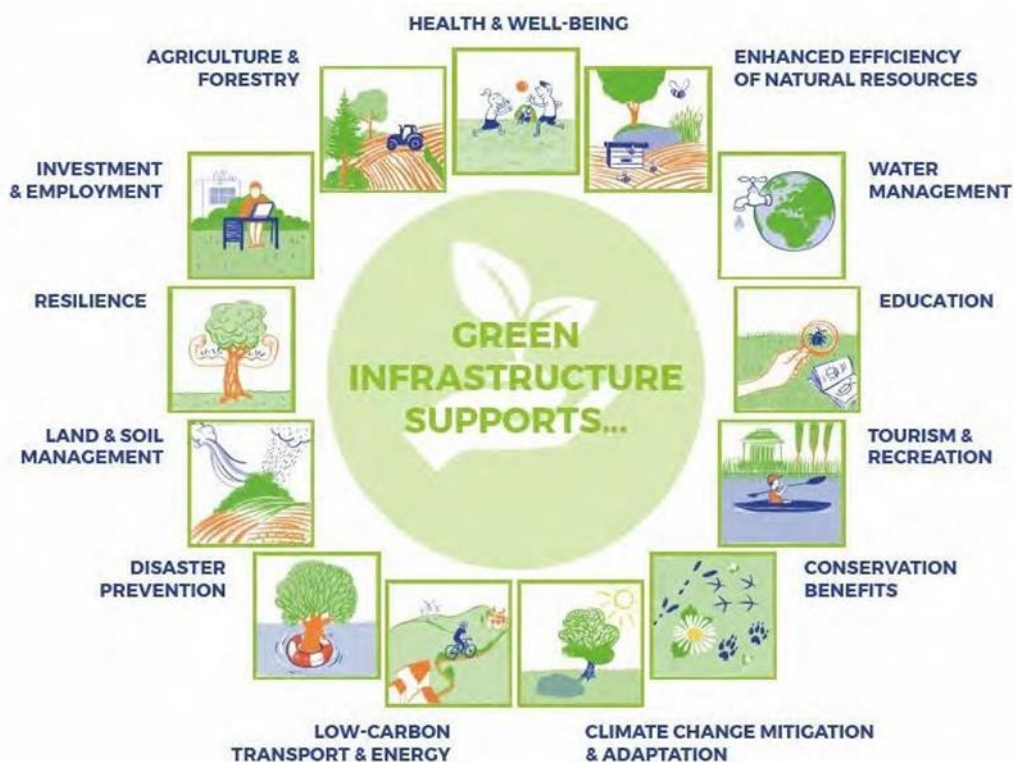 HEALTH & WELL-BEING
ENHANCED EFFICIENCY
OF NATURAL RESOURCES
WATER
MANAGEMENT
EDUCATION
TOURISM &
RECREATION
CONSERVATION
BENEFITS
CLIMATE CHANGE MITIGATION
& ADAPTATION
LOW-CARBON
TRANSPORT & ENERGY
DISASTER
PREVENTION
LAND & SOIL
MANAGEMENT
RESILIENCE
INVESTMENT
& EMPLOYMENT
AGRICULTURE &
FORESTRY
GREEN
INFRASTRUCTURE
SUPPORTS...